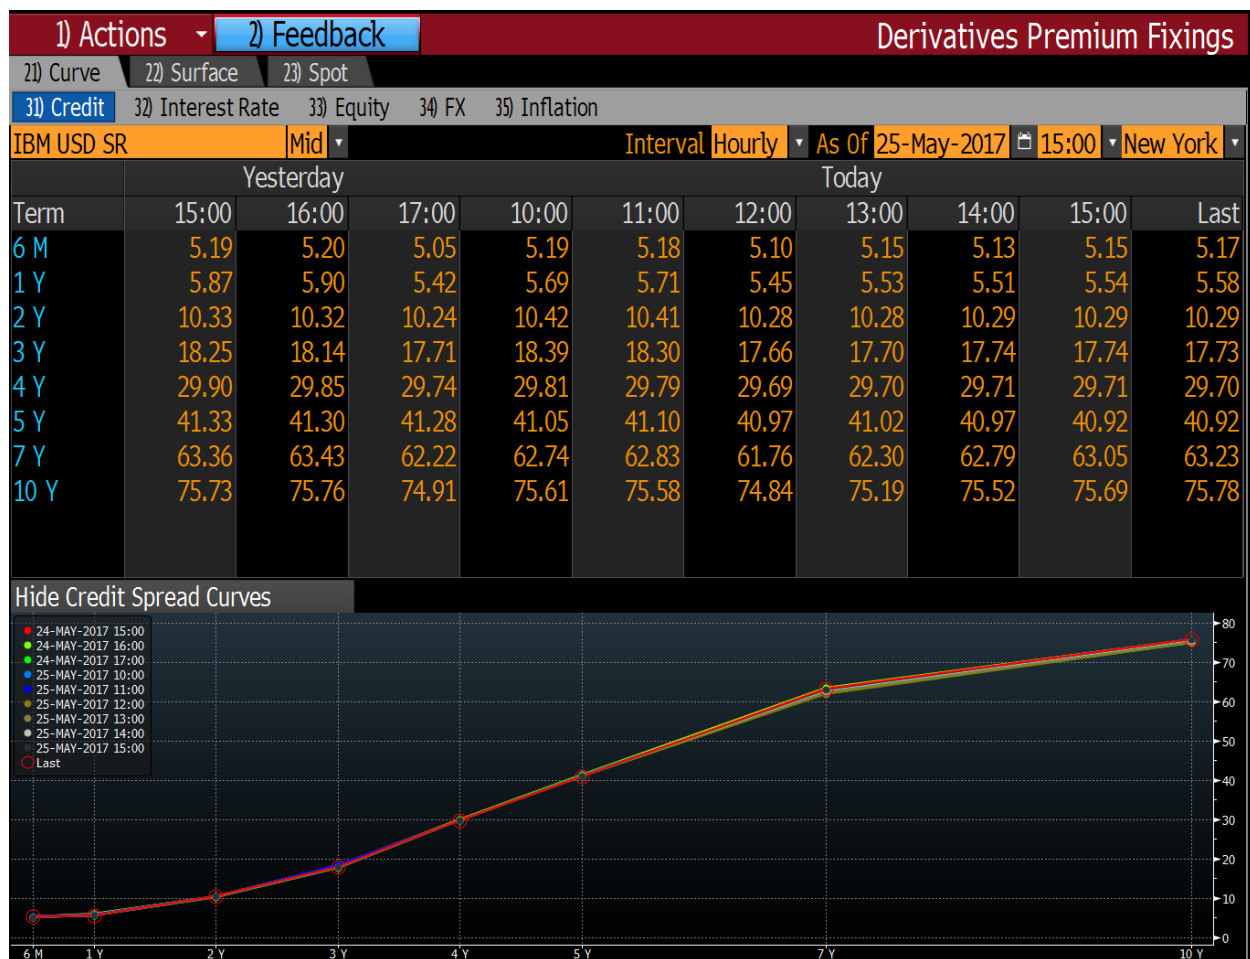 1) Actions 2) Feedback Derivatives Premium Fixings
21) Curve 22) Surface 23) Spot
31) Credit 32) Interest Rate 33) Equity 34) FX 35) Inflation
IBM USD SR Mid Interval Hourly As Of 25-May-2017 15:00 New York
Yesterday Today
Term 15:00 16:00 17:00 10:00 11:00 12:00 13:00 14:00 15:00 Last
6 M 5.19 5.20 5.05 5.19 5.18 5.10 5.15 5.13 5.15 5.17
1 Y 5.87 5.90 5.42 5.69 5.71 5.45 5.53 5.51 5.54 5.58
2 Y 10.33 10.32 10.24 10.42 10.41 10.28 10.28 10.29 10.29 10.29
3 Y 18.25 18.14 17.71 18.39 18.30 17.66 17.70 17.74 17.74 17.73
4 Y 29.90 29.85 29.74 29.81 29.79 29.69 29.70 29.71 29.71 29.70
5 Y 41.33 41.30 41.28 41.05 41.10 40.97 41.02 40.97 40.92 40.92
7 Y 63.36 63.43 62.22 62.74 62.83 61.76 62.30 62.79 63.05 63.23
10 Y 75.73 75.76 74.91 75.61 75.58 74.84 75.19 75.52 75.69 75.78
Hide Credit Spread Curves
24-MAY-2017 15:00
24-MAY-2017 16:00
24-MAY-2017 17:00
25-MAY-2017 10:00
25-MAY-2017 11:00
25-MAY-2017 12:00
25-MAY-2017 13:00
25-MAY-2017 14:00
25-MAY-2017 15:00
Last
80
70
60
50
40
30
20
10
0
6 M 1 Y 2 Y 3 Y 4 Y 5 Y 7 Y 10 Y